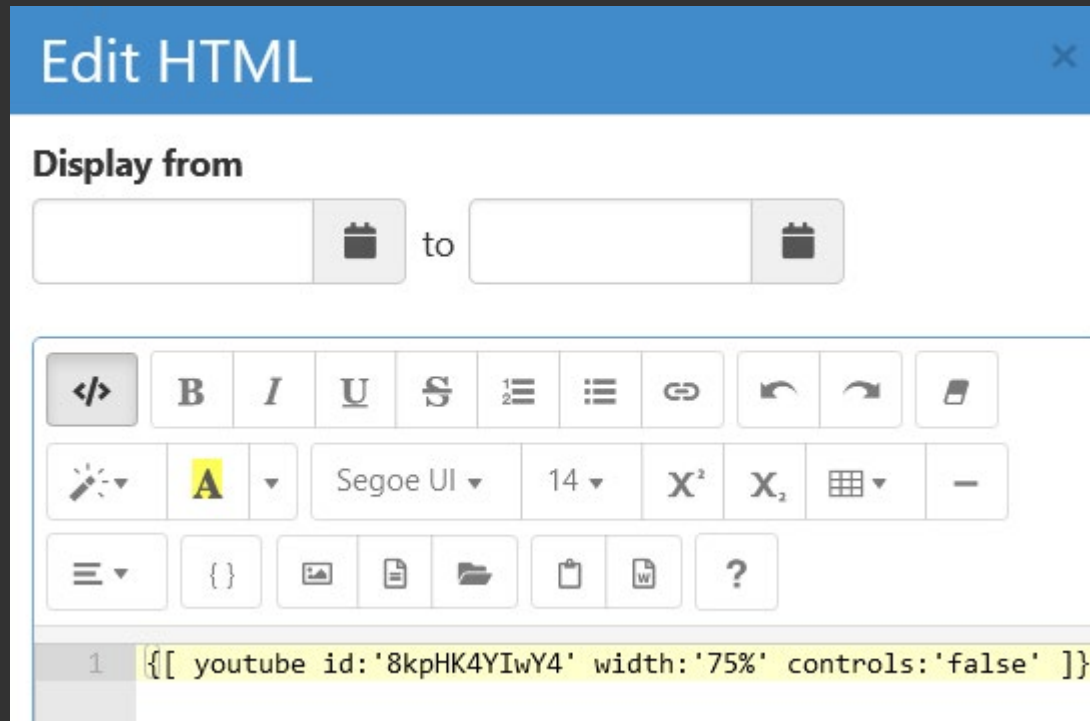 Edit HTML
×
Display from
to
</> B I U S
A Segoe UI 14 X² X₂
{ } W ?
1 {[ youtube id:'8kpHK4YIwY4' width:'75%' controls:'false' ]}